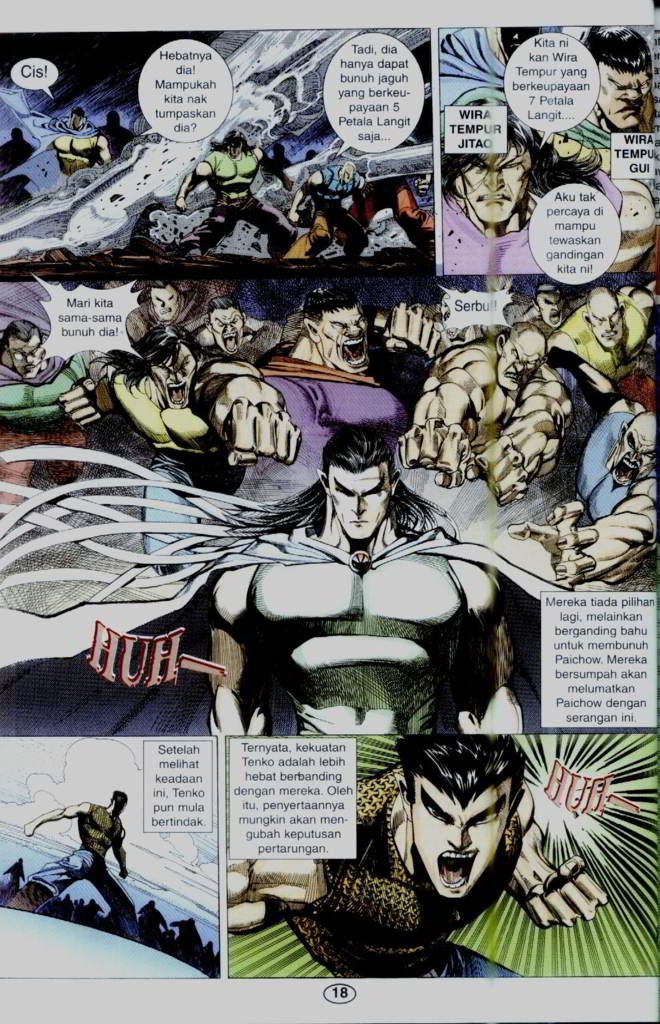 Cis!
Hebatnya
dia!
Mampukah
kita nak
tumpaskan
dia?
Tadi, dia
hanya dapat
bunuh jaguh
yang berkeu-
payaan 5
Petala Langit
saja...
Kita ni
kan Wira
Tempur yang
berkeupayaan
7 Petala
Langit....
WIRA
TEMPUR
JITAO
WIRA
TEMPU
GUI
Aku tak
percaya di
mampu
tewaskan
gandingan
kita ni!
Mari kita
sama-sama
bunuh dia!
Serbu!!
HUH
Mereka tiada pilihan
lagi, melainkan
berganding bahu
untuk membunuh
Paichow. Mereka
bersumpah akan
melumatkan
Paichow dengan
serangan ini.
Setelah
melihat
keadaan
ini, Tenko
pun mula
bertindak.
Ternyata, kekuatan
Tenko adalah lebih
hebat berbanding
dengan mereka. Oleh
itu, penyertaannya
mungkin akan men-
gubah keputusan
pertarungan.
HUH
18